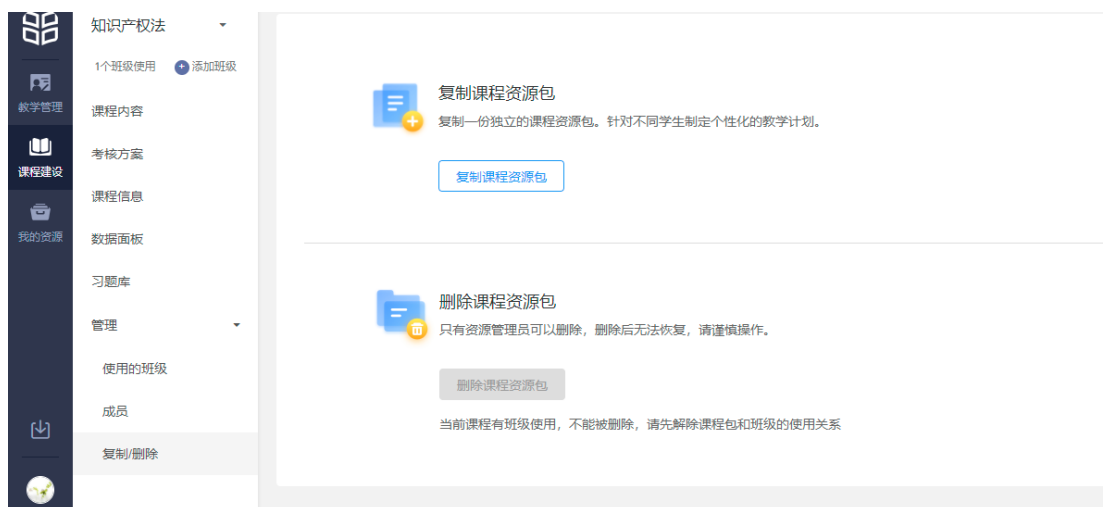 知识产权法
1个班级使用 添加班级
教学管理
课程内容
考核方案
课程建设
课程信息
我的资源
数据面板
习题库
管理
使用的班级
成员
复制/删除
复制课程资源包
复制一份独立的课程资源包。针对不同学生制定个性化的教学计划。
复制课程资源包
删除课程资源包
只有资源管理员可以删除，删除后无法恢复，请谨慎操作。
删除课程资源包
当前课程有班级使用，不能被删除，请先解除课程包和班级的使用关系